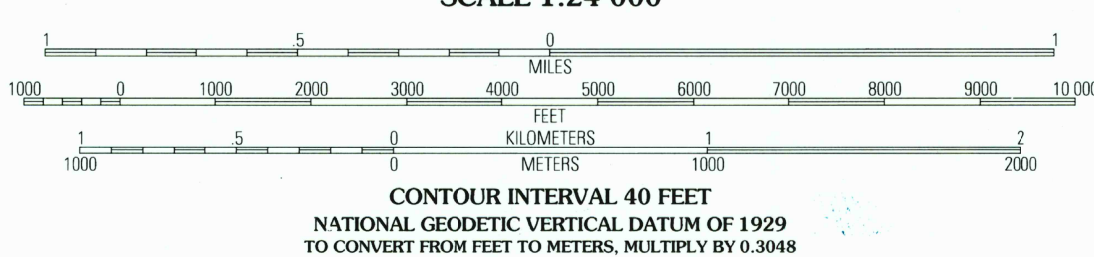 SCALE 1:24 000
1 .5 0 1
MILES
1000 0 1000 2000 3000 4000 5000 6000 7000 8000 9000 10 000
FEET
1 .5 0 KILOMETERS 1 2
1000 0 METERS 1000 2000
CONTOUR INTERVAL 40 FEET
NATIONAL GEODETIC VERTICAL DATUM OF 1929
TO CONVERT FROM FEET TO METERS, MULTIPLY BY 0.3048